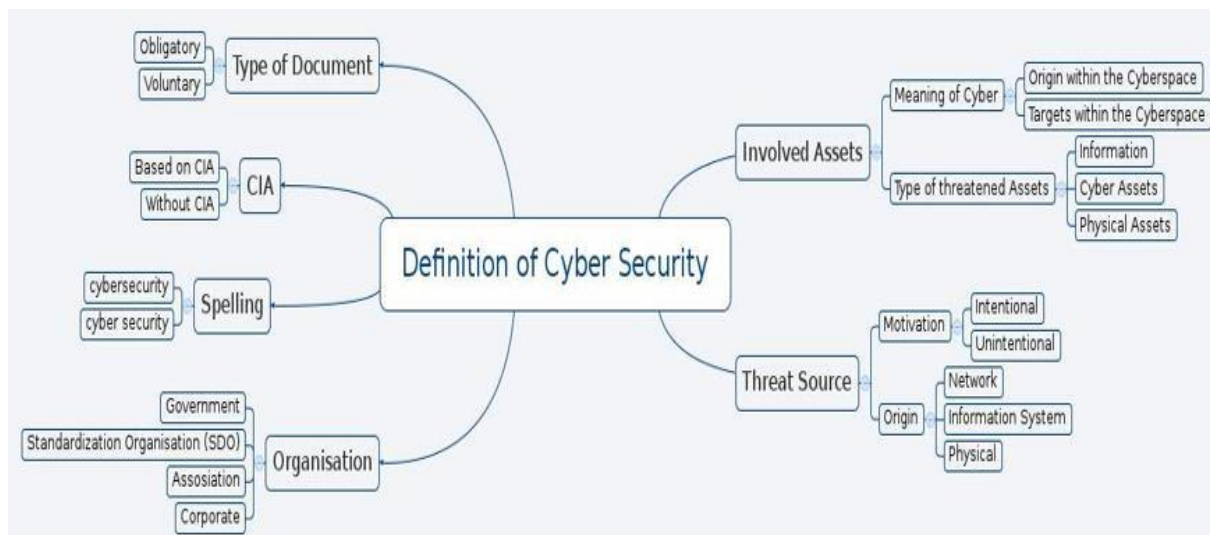 Definition of Cyber Security
Type of Document
Obligatory
Voluntary
CIA
Based on CIA
Without CIA
Spelling
cybersecurity
cyber security
Organisation
Government
Standardization Organisation (SDO)
Assosiation
Corporate
Involved Assets
Meaning of Cyber
Origin within the Cyberspace
Targets within the Cyberspace
Type of threatened Assets
Information
Cyber Assets
Physical Assets
Threat Source
Motivation
Intentional
Unintentional
Origin
Network
Information System
Physical